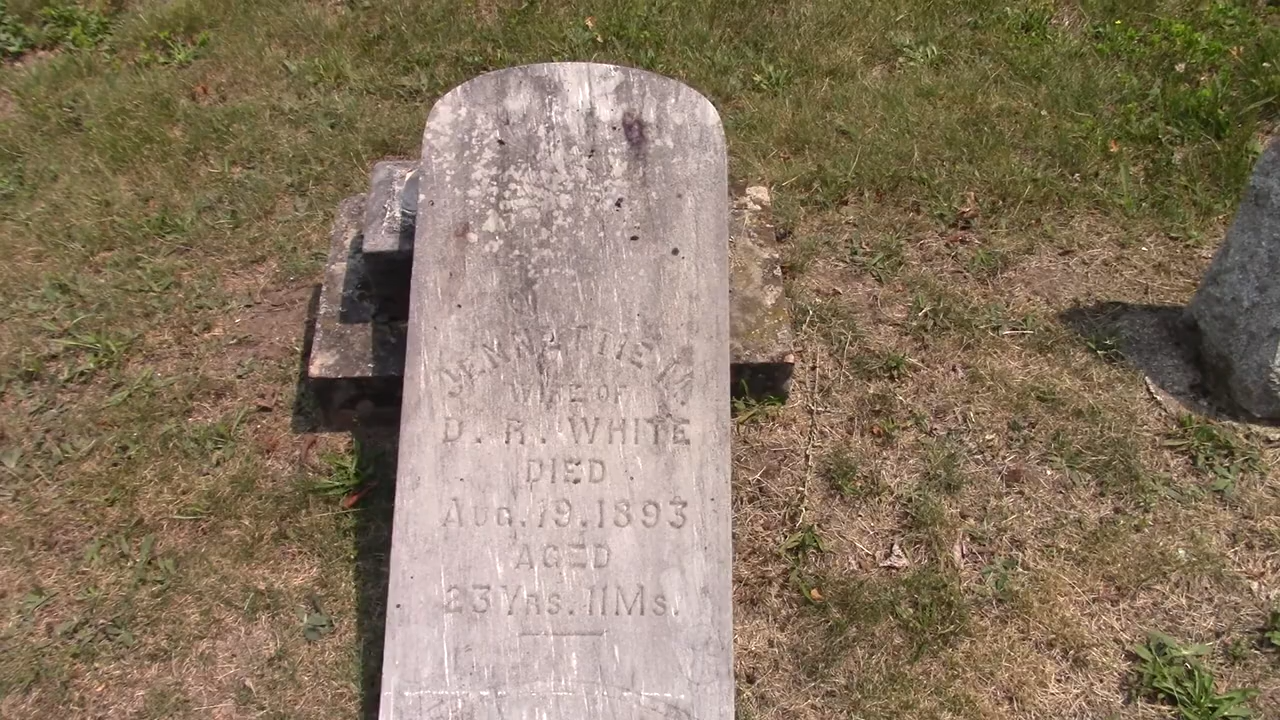 WIFE OF
D. R. WHITE
DIED
AUG. 19. 1893
AGED
23 YRS. 11 MS.